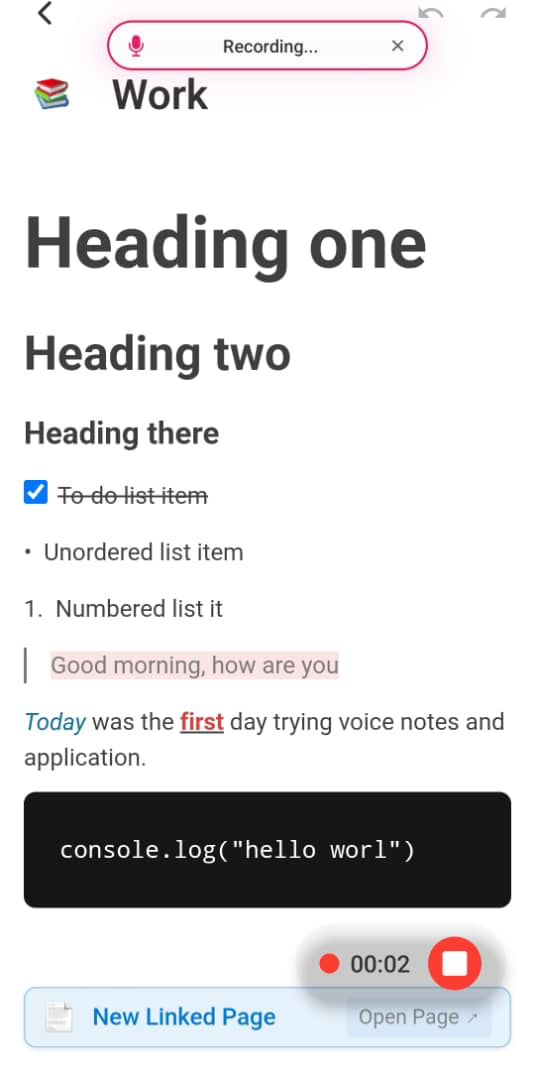 Recording...
Work
Heading one
Heading two
Heading there
To do list item
• Unordered list item
1. Numbered list it
Good morning, how are you
Today was the first day trying voice notes and
application.
console.log("hello worl")
00:02
New Linked Page
Open Page ↗